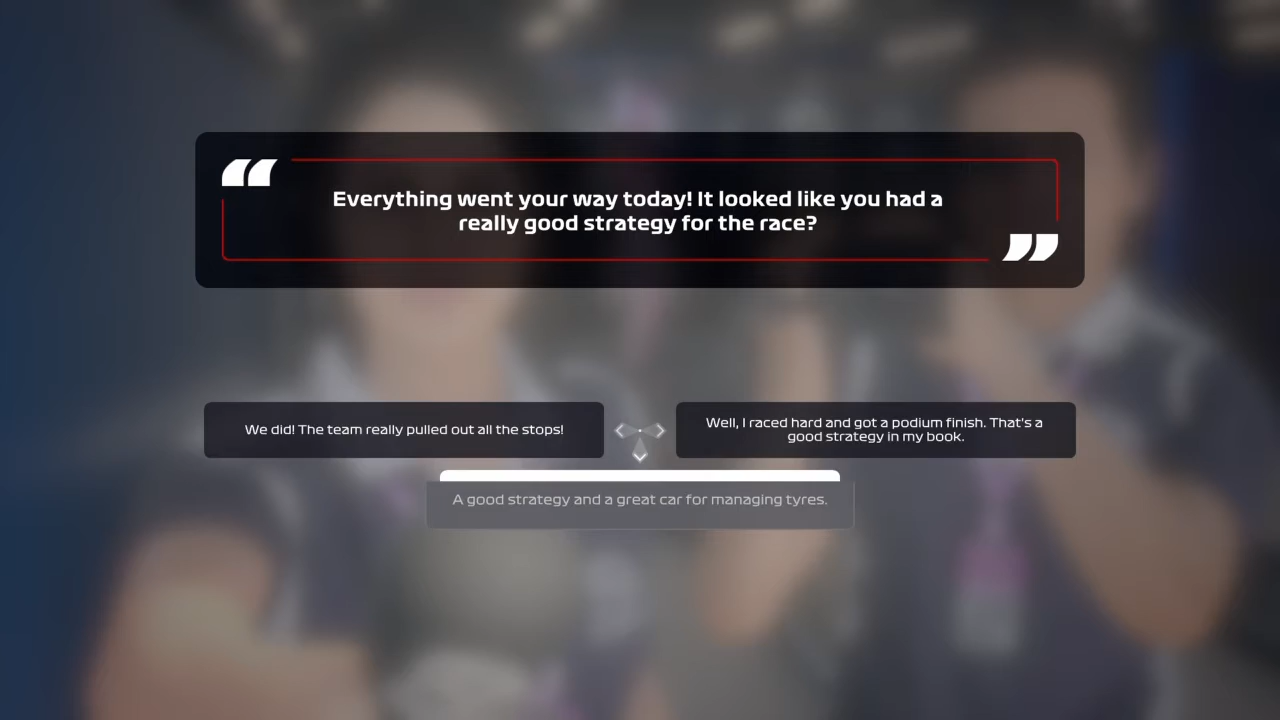 Everything went your way today! It looked like you had a
really good strategy for the race?
We did! The team really pulled out all the stops!
Well, I raced hard and got a podium finish. That's a
good strategy in my book.
A good strategy and a great car for managing tyres.